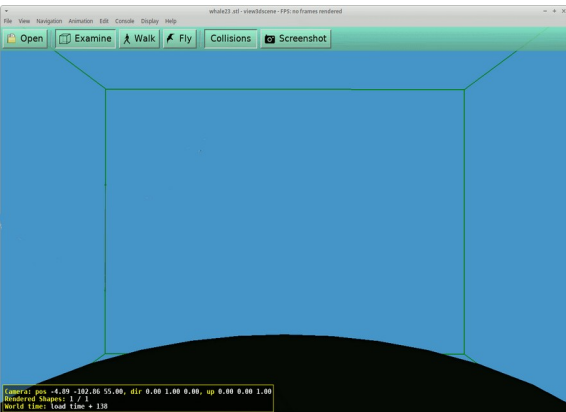 whale23 .stl - view3dscene - FPS: no frames rendered
File View Navigation Animation Edit Console Display Help
Open Examine Walk Fly Collisions Screenshot
Camera: pos -4.89 -102.86 55.00, dir 0.00 1.00 0.00, up 0.00 0.00 1.00
Rendered Shapes: 1 / 1
World time: load time + 138